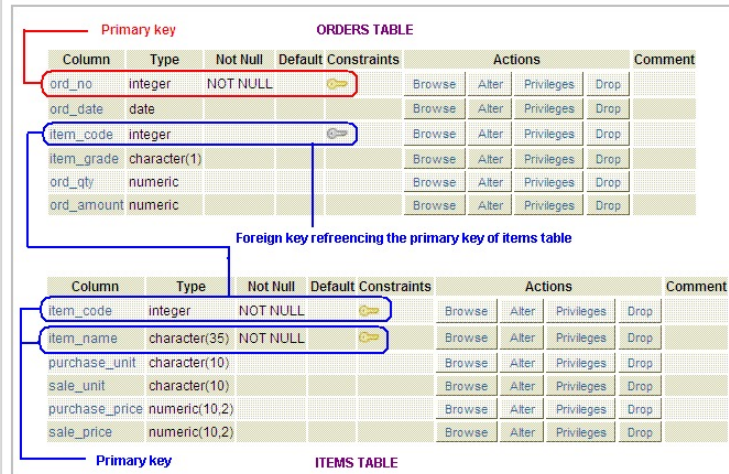 Primary key ORDERS TABLE
Column Type Not Null Default Constraints Actions Comment
ord_no integer NOT NULL Browse Alter Privileges Drop
ord_date date Browse Alter Privileges Drop
item_code integer Browse Alter Privileges Drop
item_grade character(1) Browse Alter Privileges Drop
ord_qty numeric Browse Alter Privileges Drop
ord_amount numeric Browse Alter Privileges Drop
Foreign key refreencing the primary key of items table
Column Type Not Null Default Constraints Actions Comment
item_code integer NOT NULL Browse Alter Privileges Drop
item_name character(35) NOT NULL Browse Alter Privileges Drop
purchase_unit character(10) Browse Alter Privileges Drop
sale_unit character(10) Browse Alter Privileges Drop
purchase_price numeric(10,2) Browse Alter Privileges Drop
sale_price numeric(10,2) Browse Alter Privileges Drop
Primary key ITEMS TABLE